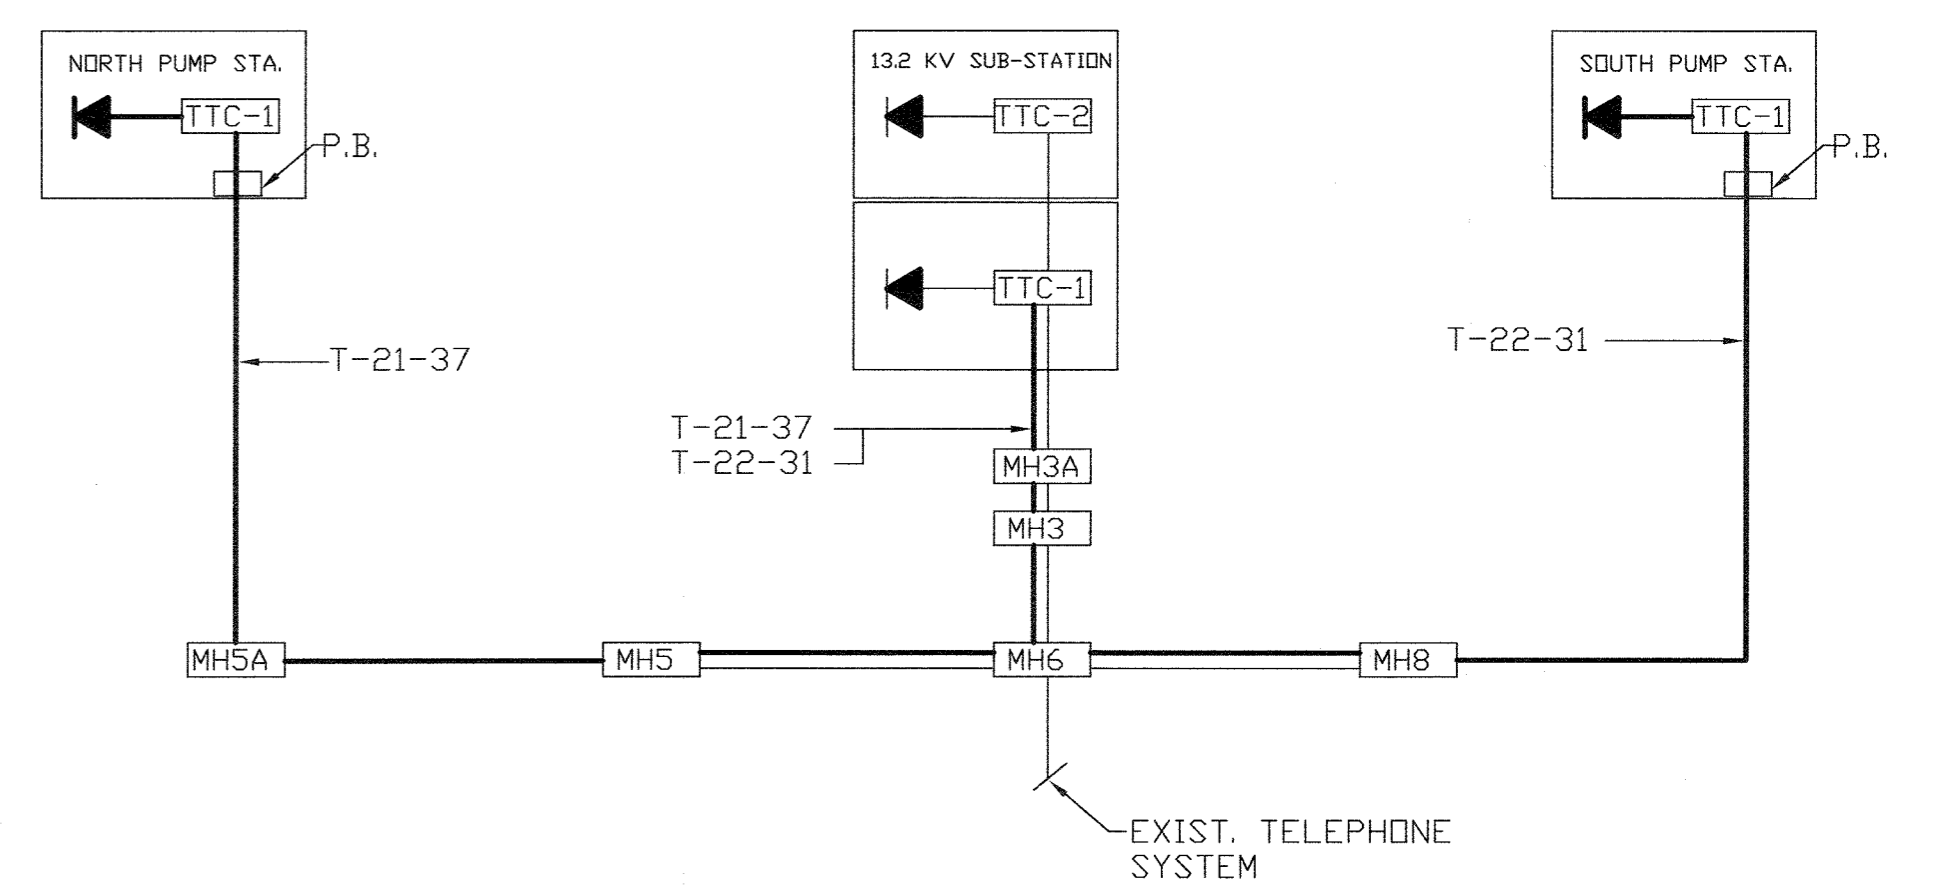 NORTH PUMP STA.
TTC-1
P.B.
13.2 KV SUB-STATION
TTC-2
SOUTH PUMP STA.
TTC-1
P.B.
TTC-1
T-21-37
T-22-31
T-21-37
T-22-31
MH3A
MH3
MH5A
MH5
MH6
MH8
EXIST. TELEPHONE
SYSTEM